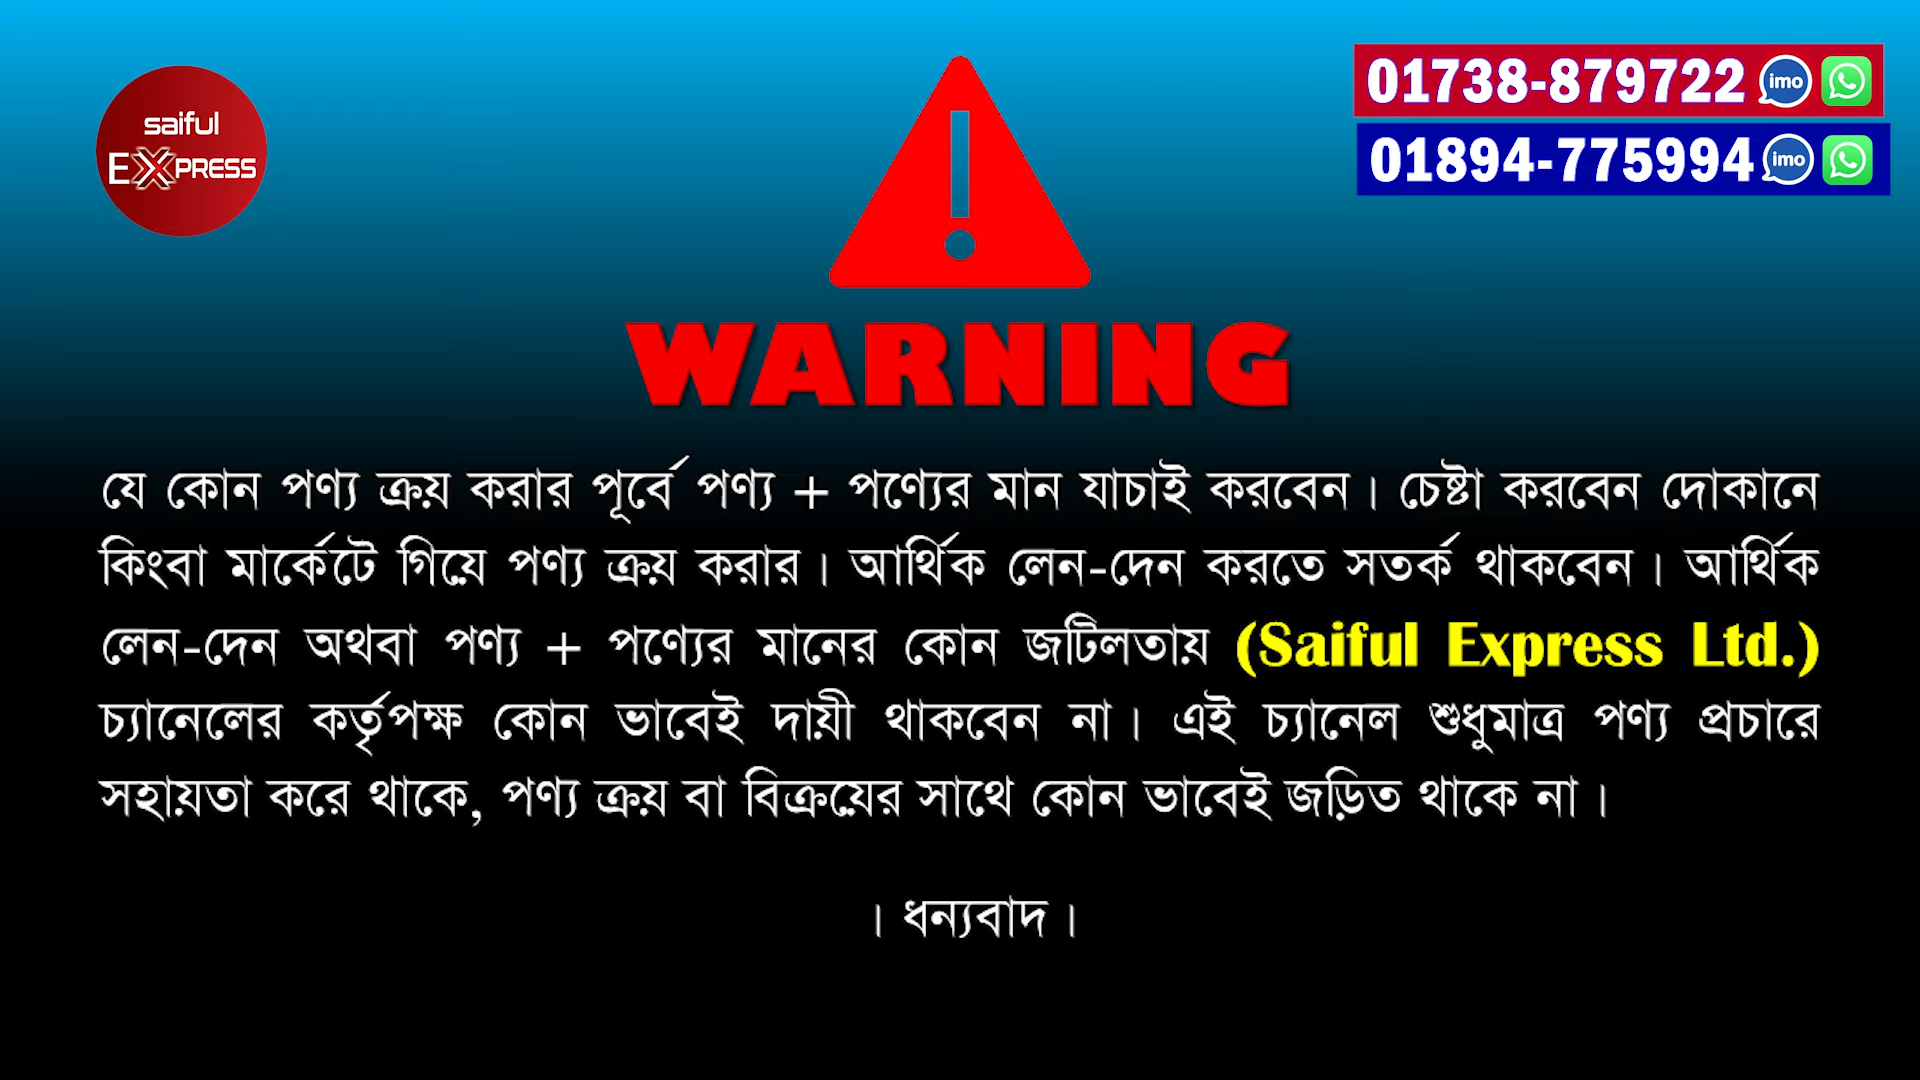 saiful
EXPRESS
01738-879722 imo
01894-775994 imo
WARNING
যে কোন পণ্য ক্রয় করার পূর্বে পণ্য + পণ্যের মান যাচাই করবেন। চেষ্টা করবেন দোকানে
কিংবা মার্কেটে গিয়ে পণ্য ক্রয় করার। আর্থিক লেন-দেন করতে সতর্ক থাকবেন। আর্থিক
লেন-দেন অথবা পণ্য + পণ্যের মানের কোন জটিলতায় (Saiful Express Ltd.)
চ্যানেলের কর্তৃপক্ষ কোন ভাবেই দায়ী থাকবেন না। এই চ্যানেল শুধুমাত্র পণ্য প্রচারে
সহায়তা করে থাকে, পণ্য ক্রয় বা বিক্রয়ের সাথে কোন ভাবেই জড়িত থাকে না।
। ধন্যবাদ ।